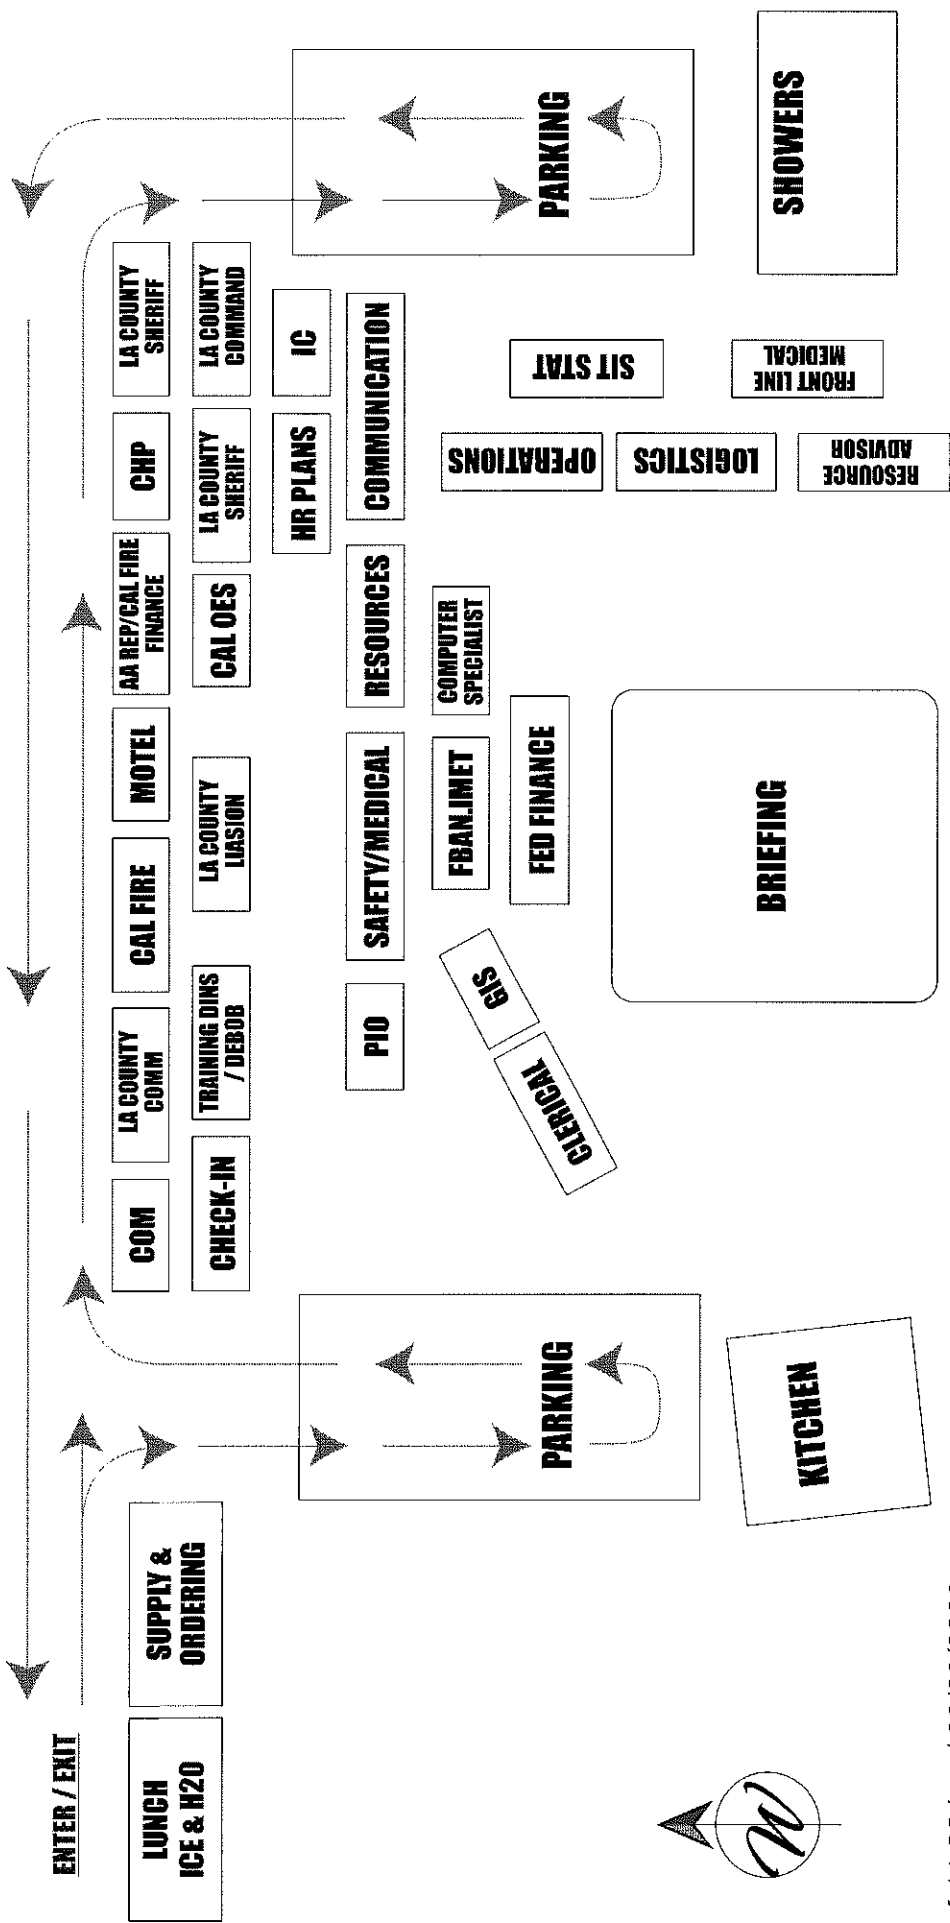 ENTER / EXIT
LUNCH
ICE & H20
SUPPLY &
ORDERING
COM
LA COUNTY
COMM
CAL FIRE
MOTEL
AA REP/CAL FIRE
FINANCE
CHP
LA COUNTY
SHERIFF
CHECK-IN
TRAINING DINS
/ DEBOB
LA COUNTY
LIASION
CAL OES
LA COUNTY
SHERIFF
LA COUNTY
COMMAND
HR PLANS
IC
PIO
SAFETY/MEDICAL
RESOURCES
COMMUNICATION
GIS
CLERICAL
FBAN.IMET
COMPUTER
SPECIALIST
FED FINANCE
OPERATIONS
LOGISTICS
SIT STAT
FRONT LINE
MEDICAL
RESOURCE
ADVISOR
PARKING
PARKING
KITCHEN
BRIEFING
SHOWERS
N